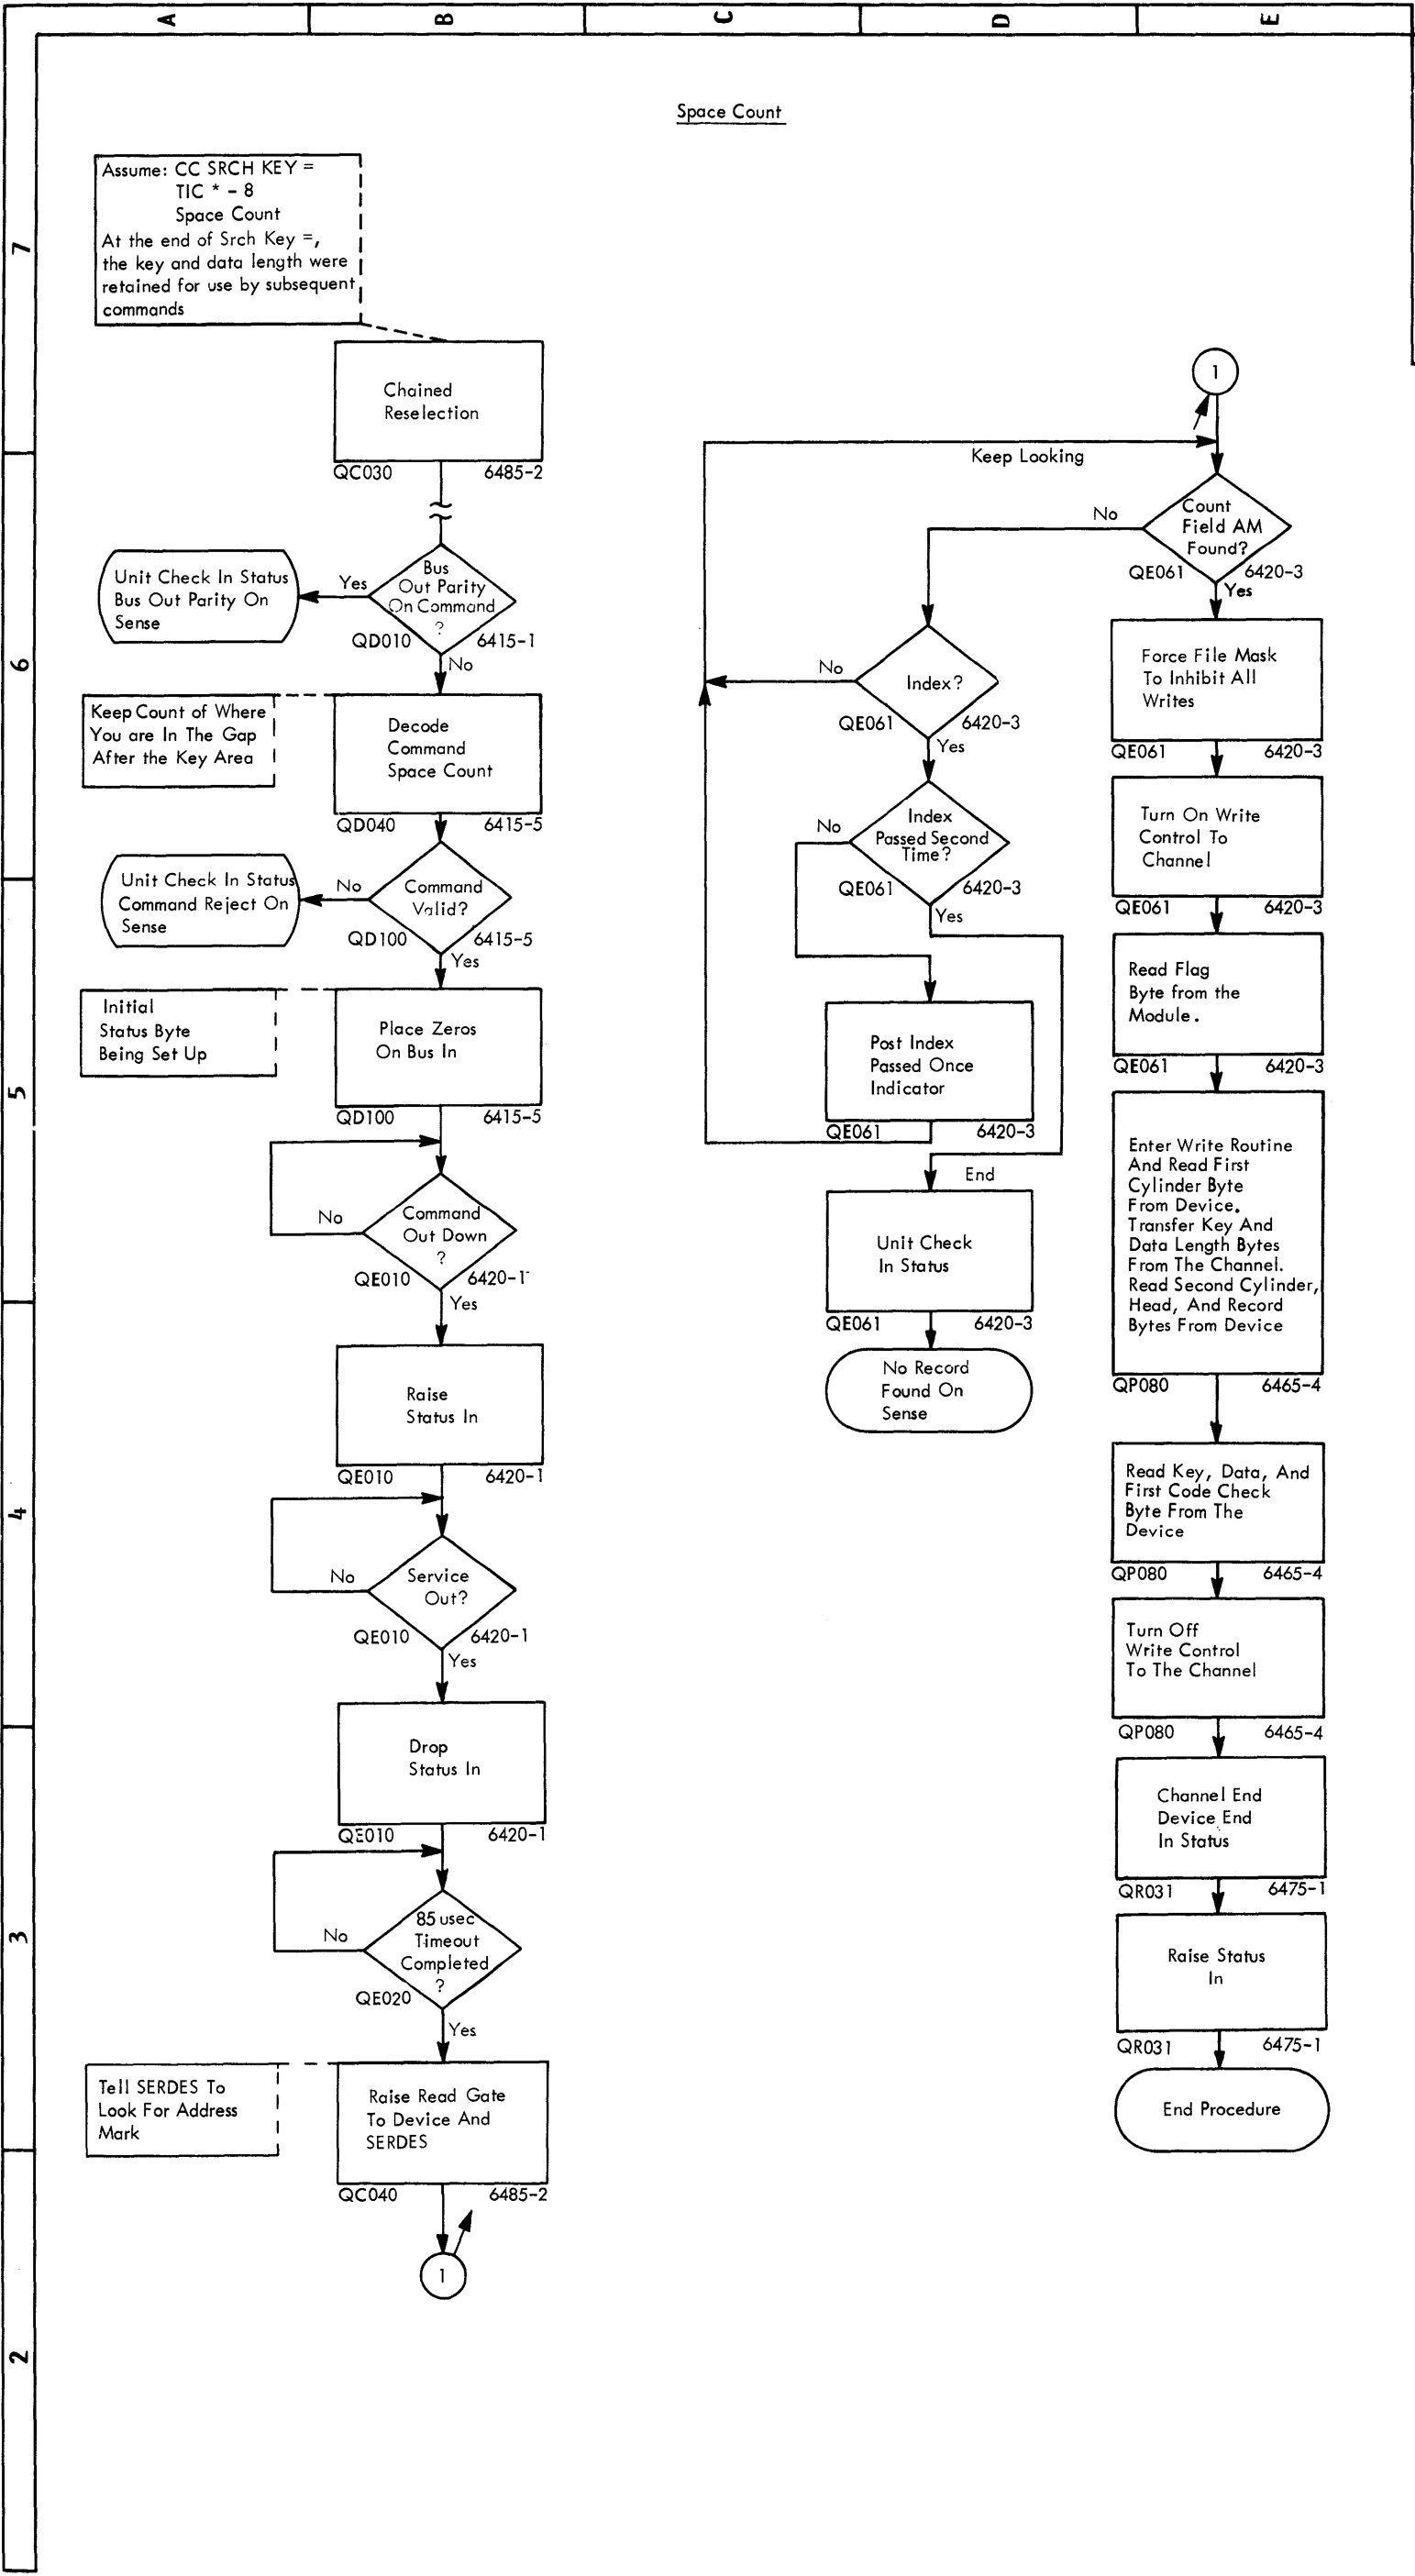 A
B
C
D
E
7
6
5
4
3
2
Space Count
Assume: CC SRCH KEY =
TIC * - 8
Space Count
At the end of Srch Key =,
the key and data length were
retained for use by subsequent
commands
Chained
Reselection
QC030 6485-2
Bus
Out Parity
On Command
?
Yes
QD010 6415-1
No
Unit Check In Status
Bus Out Parity On
Sense
Keep Count of Where
You are In The Gap
After the Key Area
Decode
Command
Space Count
QD040 6415-5
Command
Valid?
No
QD100 6415-5
Yes
Unit Check In Status
Command Reject On
Sense
Initial
Status Byte
Being Set Up
Place Zeros
On Bus In
QD100 6415-5
Command
Out Down
?
No
QE010 6420-1
Yes
Raise
Status In
QE010 6420-1
Service
Out?
No
QE010 6420-1
Yes
Drop
Status In
QE010 6420-1
85 usec
Timeout
Completed
?
No
QE020
Yes
Tell SERDES To
Look For Address
Mark
Raise Read Gate
To Device And
SERDES
QC040 6485-2
1
1
Keep Looking
Count
Field AM
Found?
No
QE061 6420-3
Yes
Index?
No
QE061 6420-3
Yes
Index
Passed Second
Time?
No
QE061 6420-3
Yes
Post Index
Passed Once
Indicator
QE061 6420-3
End
Unit Check
In Status
QE061 6420-3
No Record
Found On
Sense
Force File Mask
To Inhibit All
Writes
QE061 6420-3
Turn On Write
Control To
Channel
QE061 6420-3
Read Flag
Byte from the
Module.
QE061 6420-3
Enter Write Routine
And Read First
Cylinder Byte
From Device.
Transfer Key And
Data Length Bytes
From The Channel.
Read Second Cylinder,
Head, And Record
Bytes From Device
QP080 6465-4
Read Key, Data, And
First Code Check
Byte From The
Device
QP080 6465-4
Turn Off
Write Control
To The Channel
QP080 6465-4
Channel End
Device End
In Status
QR031 6475-1
Raise Status
In
QR031 6475-1
End Procedure